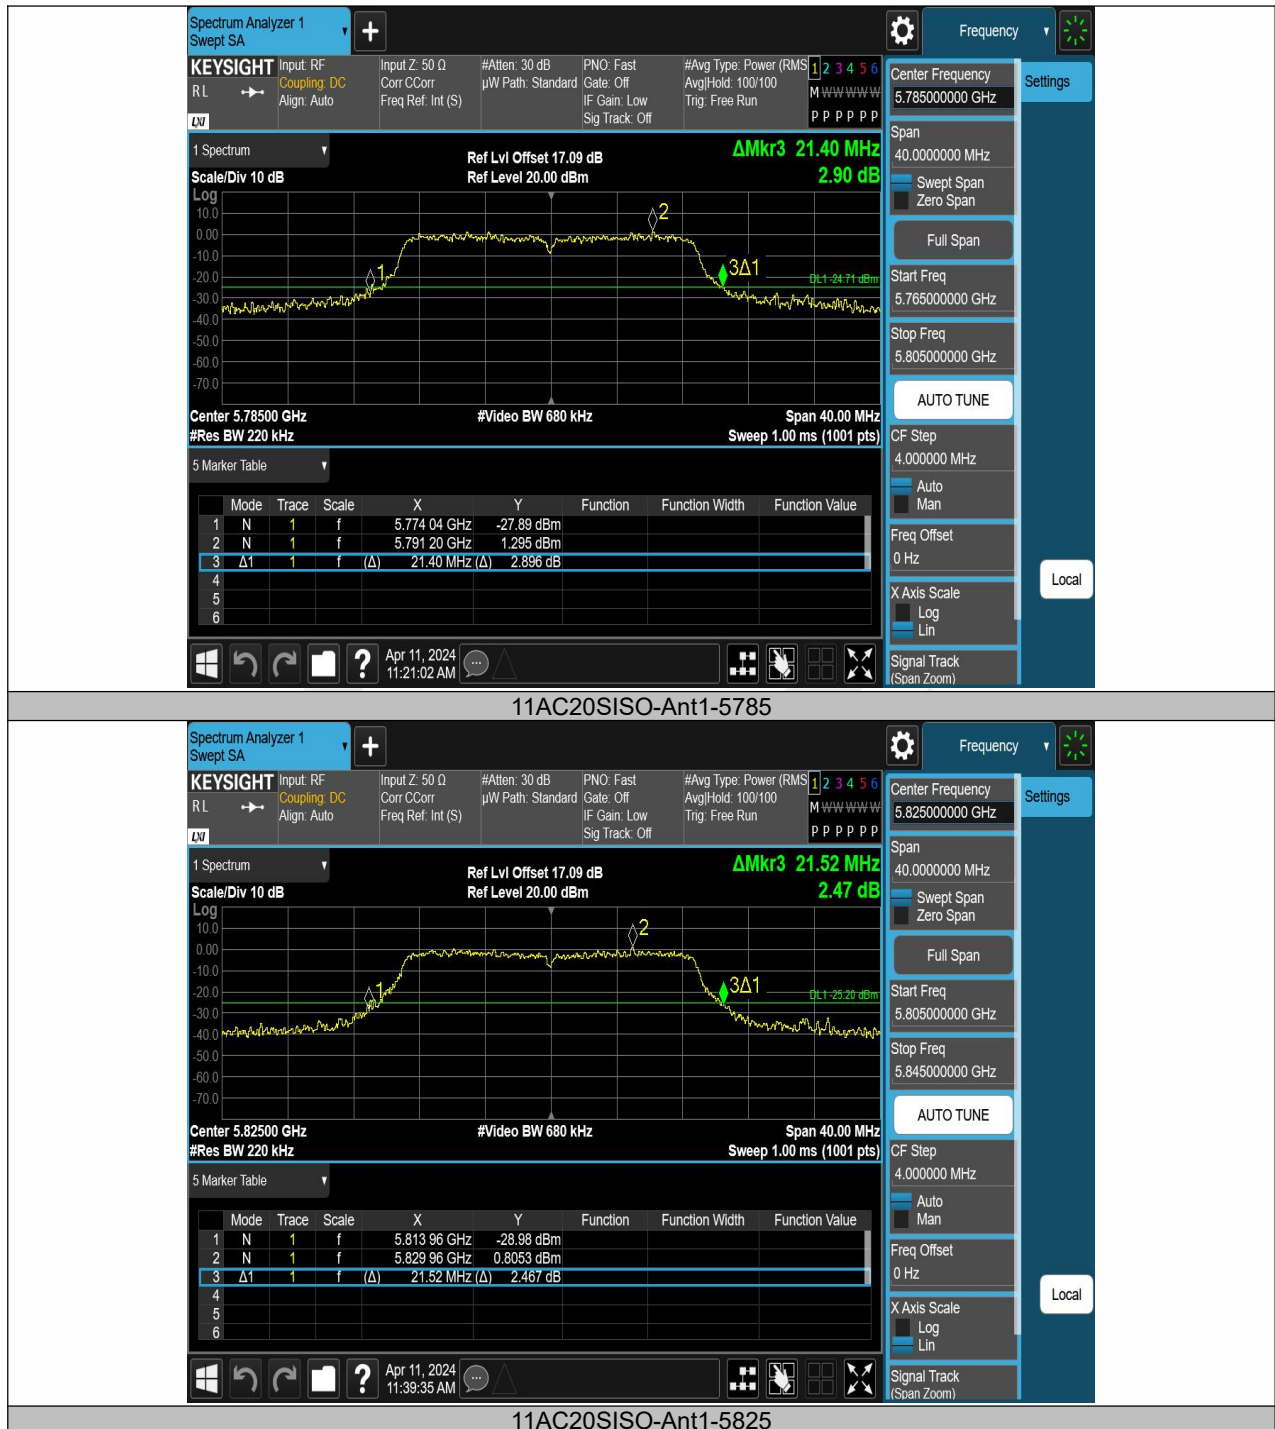 Spectrum Analyzer 1
Swept SA
Frequency
KEYSIGHT
RL
LXI
Input: RF
Coupling: DC
Align: Auto
Input Z: 50 Ω
Corr CCorr
Freq Ref: Int (S)
#Atten: 30 dB
µW Path: Standard
PNO: Fast
Gate: Off
IF Gain: Low
Sig Track: Off
#Avg Type: Power (RMS
Avg|Hold: 100/100
Trig: Free Run
1 2 3 4 5 6
M W W W W W
P P P P P P
1 Spectrum
Scale/Div 10 dB
Ref Lvl Offset 17.09 dB
Ref Level 20.00 dBm
ΔMkr3 21.40 MHz
2.90 dB
Log
10.0
0.00
-10.0
-20.0
-30.0
-40.0
-50.0
-60.0
-70.0
1
2
3Δ1
DL1 -24.71 dBm
Center 5.78500 GHz
#Video BW 680 kHz
Span 40.00 MHz
#Res BW 220 kHz
Sweep 1.00 ms (1001 pts)
5 Marker Table
Mode Trace Scale X Y Function Function Width Function Value
1 N 1 f 5.774 04 GHz -27.89 dBm
2 N 1 f 5.791 20 GHz 1.295 dBm
3 Δ1 1 f (Δ) 21.40 MHz (Δ) 2.896 dB
4
5
6
Apr 11, 2024
11:21:02 AM
Center Frequency
5.785000000 GHz
Settings
Span
40.0000000 MHz
Swept Span
Zero Span
Full Span
Start Freq
5.765000000 GHz
Stop Freq
5.805000000 GHz
AUTO TUNE
CF Step
4.000000 MHz
Auto
Man
Freq Offset
0 Hz
X Axis Scale
Log
Lin
Local
Signal Track
(Span Zoom)
11AC20SISO-Ant1-5785
Spectrum Analyzer 1
Swept SA
Frequency
KEYSIGHT
RL
LXI
Input: RF
Coupling: DC
Align: Auto
Input Z: 50 Ω
Corr CCorr
Freq Ref: Int (S)
#Atten: 30 dB
µW Path: Standard
PNO: Fast
Gate: Off
IF Gain: Low
Sig Track: Off
#Avg Type: Power (RMS
Avg|Hold: 100/100
Trig: Free Run
1 2 3 4 5 6
M W W W W W
P P P P P P
1 Spectrum
Scale/Div 10 dB
Ref Lvl Offset 17.09 dB
Ref Level 20.00 dBm
ΔMkr3 21.52 MHz
2.47 dB
Log
10.0
0.00
-10.0
-20.0
-30.0
-40.0
-50.0
-60.0
-70.0
1
2
3Δ1
DL1 -25.20 dBm
Center 5.82500 GHz
#Video BW 680 kHz
Span 40.00 MHz
#Res BW 220 kHz
Sweep 1.00 ms (1001 pts)
5 Marker Table
Mode Trace Scale X Y Function Function Width Function Value
1 N 1 f 5.813 96 GHz -28.98 dBm
2 N 1 f 5.829 96 GHz 0.8053 dBm
3 Δ1 1 f (Δ) 21.52 MHz (Δ) 2.467 dB
4
5
6
Apr 11, 2024
11:39:35 AM
Center Frequency
5.825000000 GHz
Settings
Span
40.0000000 MHz
Swept Span
Zero Span
Full Span
Start Freq
5.805000000 GHz
Stop Freq
5.845000000 GHz
AUTO TUNE
CF Step
4.000000 MHz
Auto
Man
Freq Offset
0 Hz
X Axis Scale
Log
Lin
Local
Signal Track
(Span Zoom)
11AC20SISO-Ant1-5825